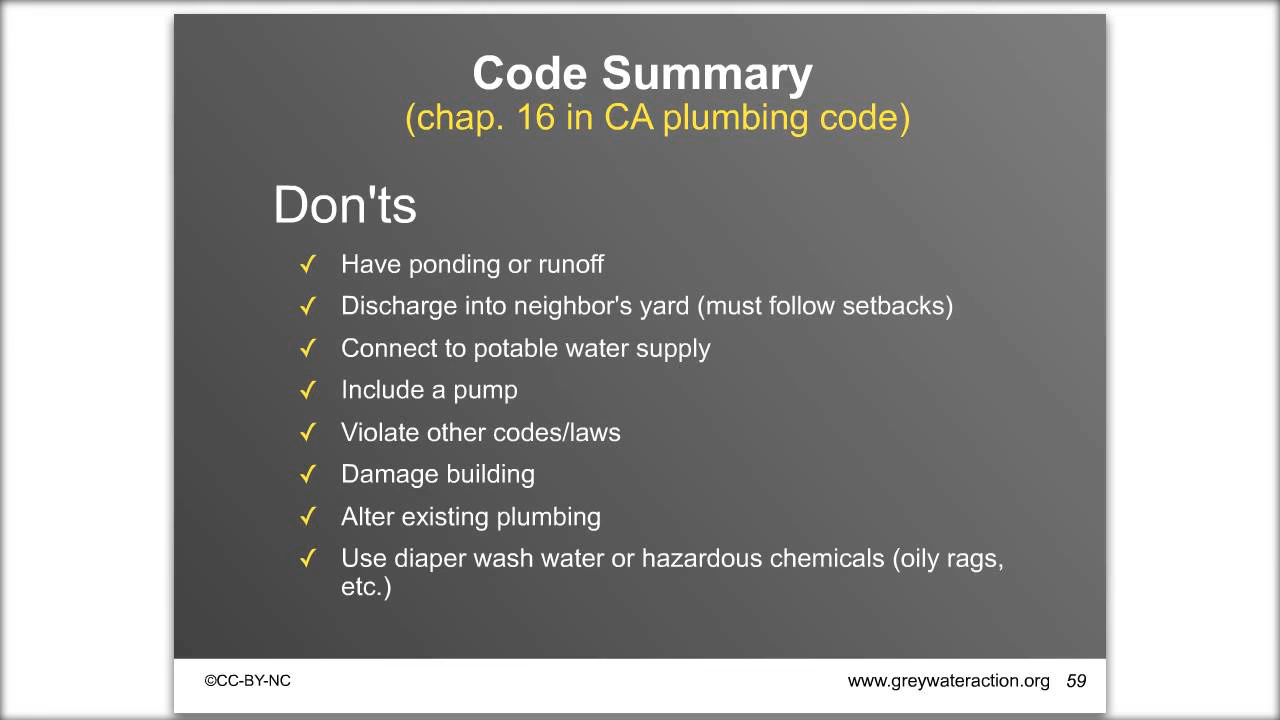 Code Summary
(chap. 16 in CA plumbing code)
Don'ts
✓ Have ponding or runoff
✓ Discharge into neighbor's yard (must follow setbacks)
✓ Connect to potable water supply
✓ Include a pump
✓ Violate other codes/laws
✓ Damage building
✓ Alter existing plumbing
✓ Use diaper wash water or hazardous chemicals (oily rags,
etc.)
©CC-BY-NC
www.greywateraction.org 59